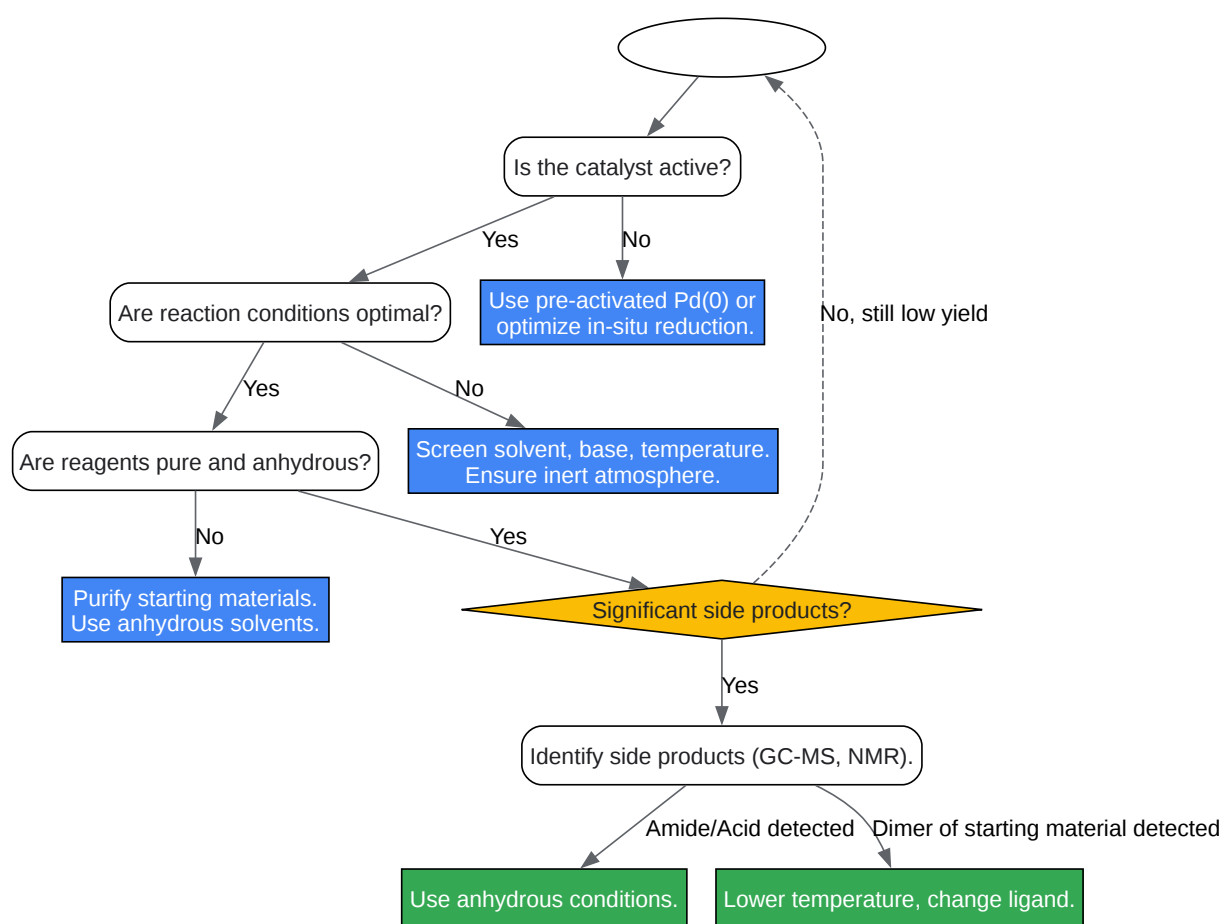 Is the catalyst active?
Yes
No
Are reaction conditions optimal?
Use pre-activated Pd(0) or
optimize in-situ reduction.
No, still low yield
Yes
No
Are reagents pure and anhydrous?
Screen solvent, base, temperature.
Ensure inert atmosphere.
No
Yes
Purify starting materials.
Use anhydrous solvents.
Significant side products?
Yes
Identify side products (GC-MS, NMR).
Amide/Acid detected
Dimer of starting material detected
Use anhydrous conditions.
Lower temperature, change ligand.